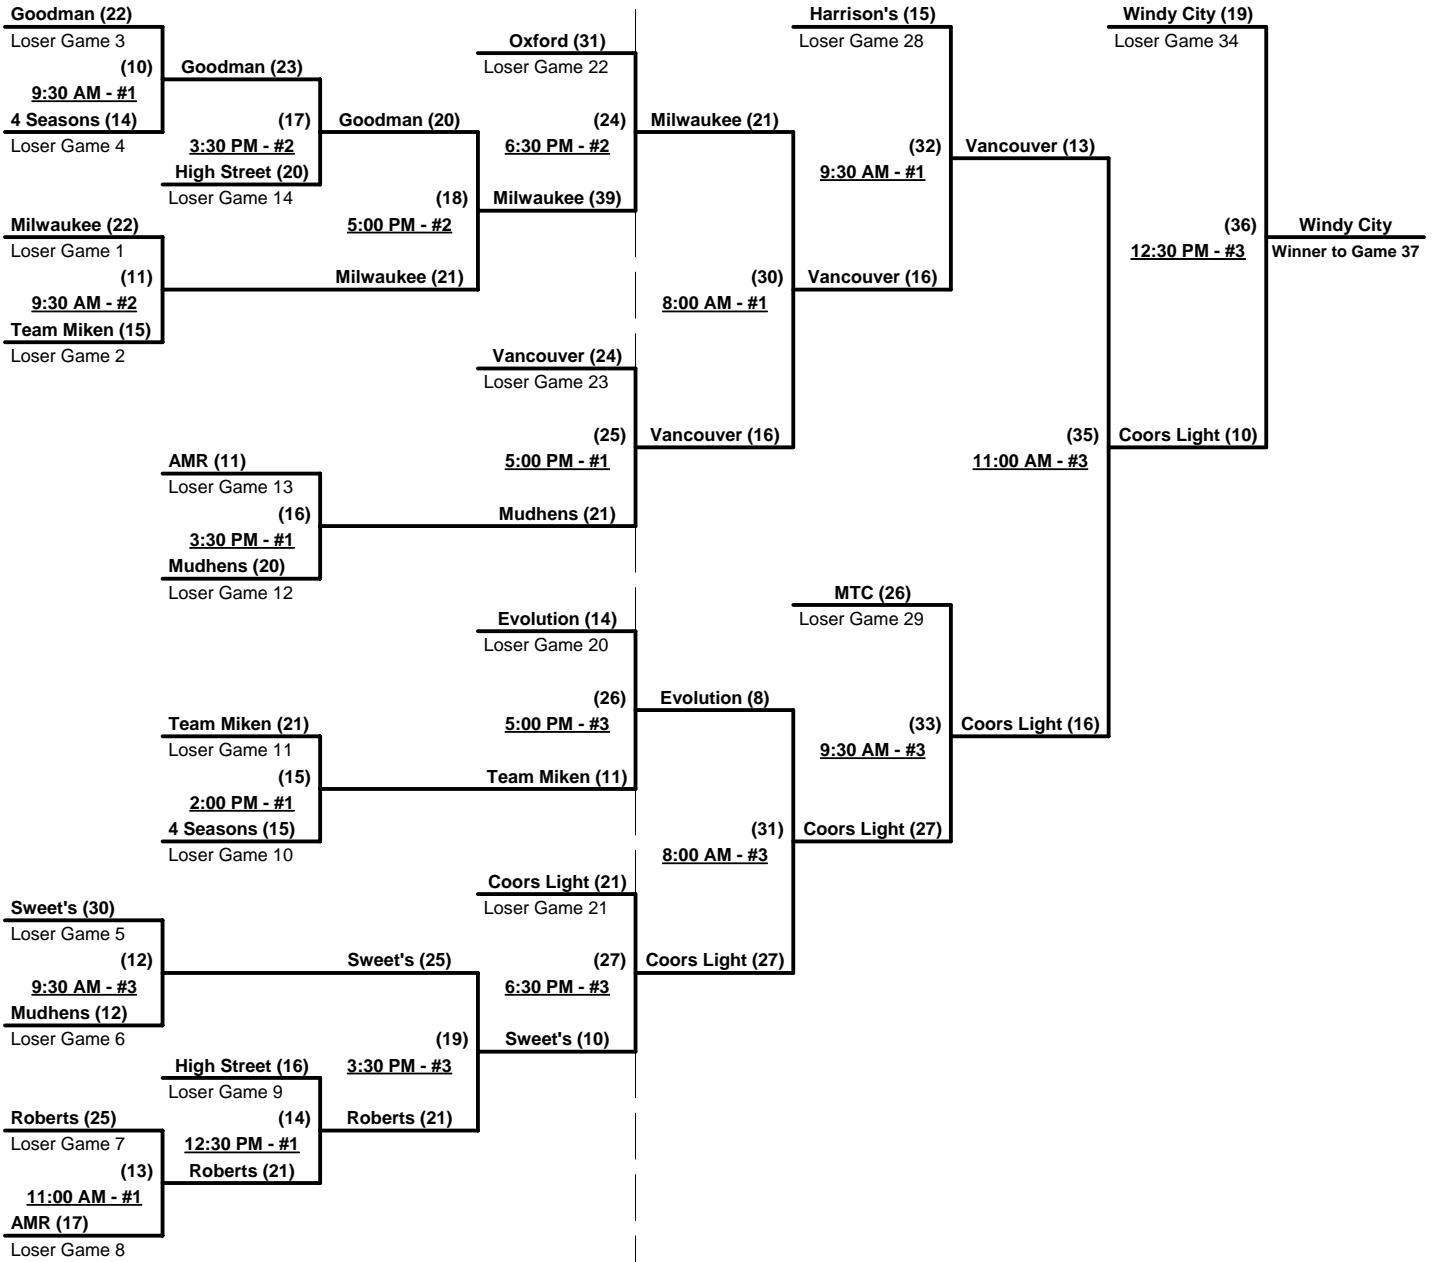 Goodman (22)
Loser Game 3
(10)
9:30 AM - #1
4 Seasons (14)
Loser Game 4
Milwaukee (22)
Loser Game 1
(11)
9:30 AM - #2
Team Miken (15)
Loser Game 2
Sweet's (30)
Loser Game 5
(12)
9:30 AM - #3
Mudhens (12)
Loser Game 6
Roberts (25)
Loser Game 7
(13)
11:00 AM - #1
AMR (17)
Loser Game 8
Goodman (23)
(17)
3:30 PM - #2
High Street (20)
Loser Game 14
AMR (11)
Loser Game 13
(16)
3:30 PM - #1
Mudhens (20)
Loser Game 12
Team Miken (21)
Loser Game 11
(15)
2:00 PM - #1
4 Seasons (15)
Loser Game 10
High Street (16)
Loser Game 9
(14)
12:30 PM - #1
Roberts (21)
Goodman (20)
(18)
5:00 PM - #2
Milwaukee (21)
Sweet's (25)
(19)
3:30 PM - #3
Roberts (21)
Oxford (31)
Loser Game 22
(24)
6:30 PM - #2
Milwaukee (39)
Vancouver (24)
Loser Game 23
(25)
5:00 PM - #1
Mudhens (21)
Evolution (14)
Loser Game 20
(26)
5:00 PM - #3
Team Miken (11)
Coors Light (21)
Loser Game 21
(27)
6:30 PM - #3
Sweet's (10)
Milwaukee (21)
(30)
8:00 AM - #1
Vancouver (16)
Evolution (8)
(31)
8:00 AM - #3
Coors Light (27)
Harrison's (15)
Loser Game 28
(32)
9:30 AM - #1
Vancouver (16)
MTC (26)
Loser Game 29
(33)
9:30 AM - #3
Coors Light (27)
Vancouver (13)
(35)
11:00 AM - #3
Coors Light (16)
Windy City (19)
Loser Game 34
(36)
12:30 PM - #3
Coors Light (10)
Windy City
Winner to Game 37